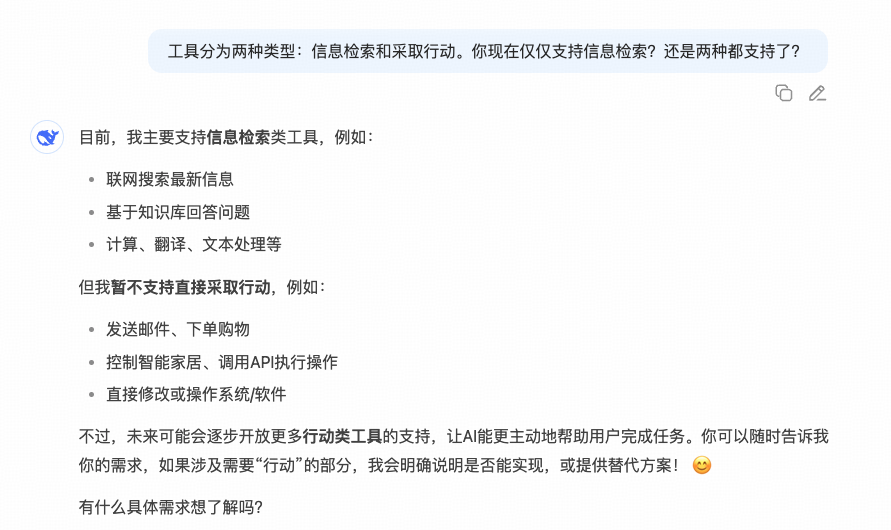 工具分为两种类型：信息检索和采取行动。你现在仅仅支持信息检索？还是两种都支持了？
目前，我主要支持信息检索类工具，例如：
联网搜索最新信息
基于知识库回答问题
计算、翻译、文本处理等
但我暂不支持直接采取行动，例如：
发送邮件、下单购物
控制智能家居、调用API执行操作
直接修改或操作系统/软件
不过，未来可能会逐步开放更多行动类工具的支持，让AI能更主动地帮助用户完成任务。你可以随时告诉我
你的需求，如果涉及需要“行动”的部分，我会明确说明是否能实现，或提供替代方案！ 😊
有什么具体需求想了解吗？